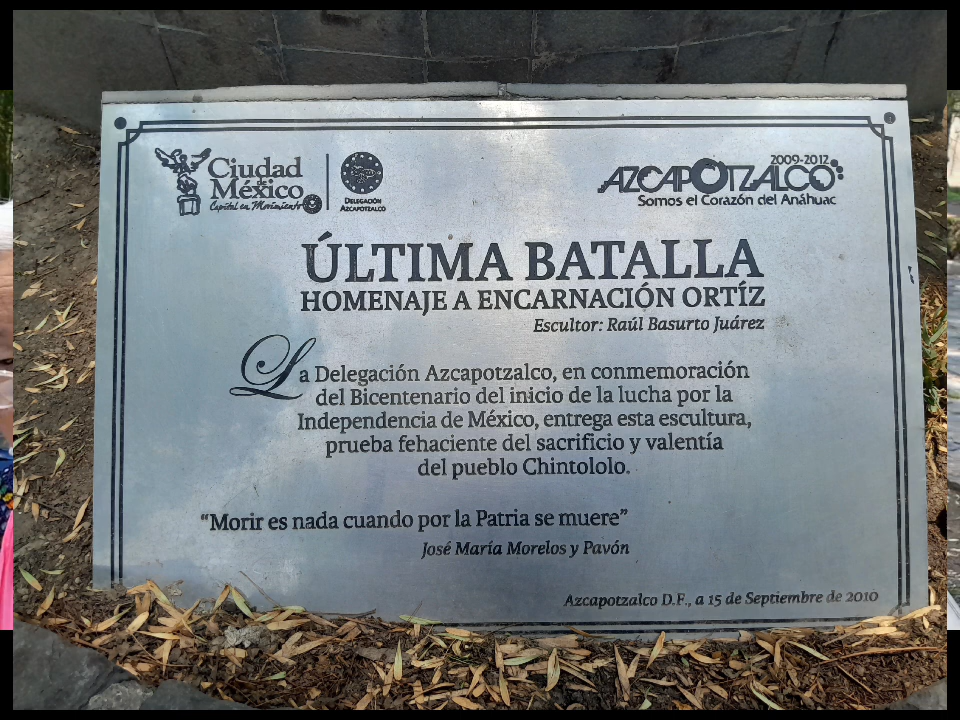 Ciudad
de
México
Capital en Movimiento
DELEGACIÓN
AZCAPOTZALCO
2009-2012
AZCAPOTZALCO
Somos el Corazón del Anáhuac
ÚLTIMA BATALLA
HOMENAJE A ENCARNACIÓN ORTÍZ
Escultor: Raúl Basurto Juárez
La Delegación Azcapotzalco, en conmemoración
del Bicentenario del inicio de la lucha por la
Independencia de México, entrega esta escultura,
prueba fehaciente del sacrificio y valentía
del pueblo Chintololo.
“Morir es nada cuando por la Patria se muere”
José María Morelos y Pavón
Azcapotzalco D.F., a 15 de Septiembre de 2010